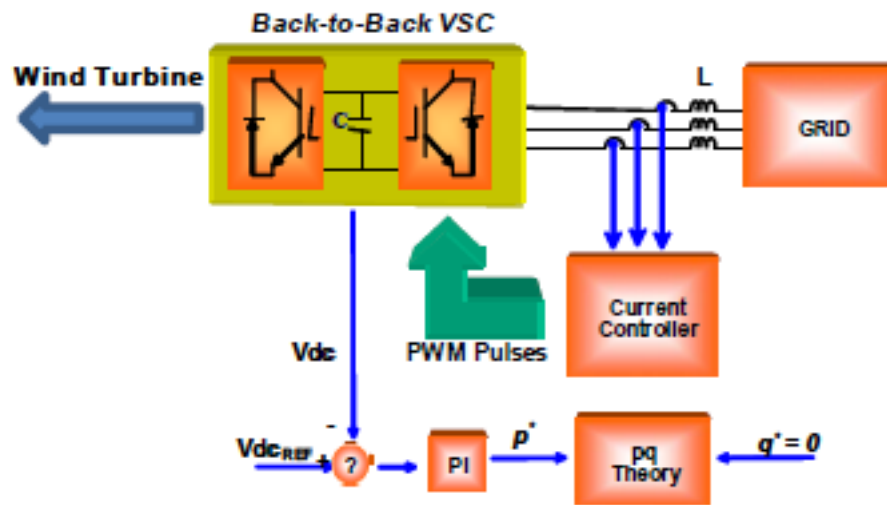 Back-to-Back VSC
Wind Turbine
L
C
GRID
Current
Controller
Vdc
PWM Pulses
-
VdcREF
+
?
PI
p*
pq
Theory
q* = 0